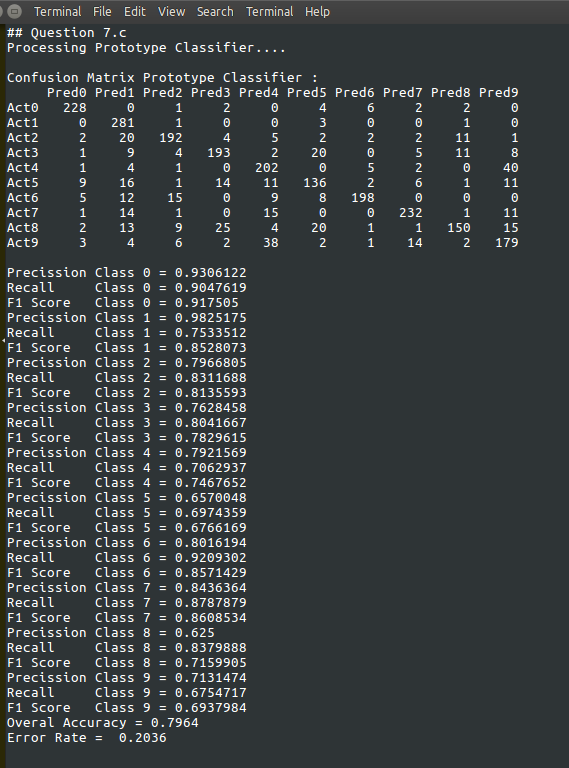 Terminal File Edit View Search Terminal Help
## Question 7.c
Processing Prototype Classifier....
Confusion Matrix Prototype Classifier :
Pred0 Pred1 Pred2 Pred3 Pred4 Pred5 Pred6 Pred7 Pred8 Pred9
Act0 228 0 1 2 0 4 6 2 2 0
Act1 0 281 1 0 0 3 0 0 1 0
Act2 2 20 192 4 5 2 2 2 11 1
Act3 1 9 4 193 2 20 0 5 11 8
Act4 1 4 1 0 202 0 5 2 0 40
Act5 9 16 1 14 11 136 2 6 1 11
Act6 5 12 15 0 9 8 198 0 0 0
Act7 1 14 1 0 15 0 0 232 1 11
Act8 2 13 9 25 4 20 1 1 150 15
Act9 3 4 6 2 38 2 1 14 2 179
Precission Class 0 = 0.9306122
Recall Class 0 = 0.9047619
F1 Score Class 0 = 0.917505
Precission Class 1 = 0.9825175
Recall Class 1 = 0.7533512
F1 Score Class 1 = 0.8528073
Precission Class 2 = 0.7966805
Recall Class 2 = 0.8311688
F1 Score Class 2 = 0.8135593
Precission Class 3 = 0.7628458
Recall Class 3 = 0.8041667
F1 Score Class 3 = 0.7829615
Precission Class 4 = 0.7921569
Recall Class 4 = 0.7062937
F1 Score Class 4 = 0.7467652
Precission Class 5 = 0.6570048
Recall Class 5 = 0.6974359
F1 Score Class 5 = 0.6766169
Precission Class 6 = 0.8016194
Recall Class 6 = 0.9209302
F1 Score Class 6 = 0.8571429
Precission Class 7 = 0.8436364
Recall Class 7 = 0.8787879
F1 Score Class 7 = 0.8608534
Precission Class 8 = 0.625
Recall Class 8 = 0.8379888
F1 Score Class 8 = 0.7159905
Precission Class 9 = 0.7131474
Recall Class 9 = 0.6754717
F1 Score Class 9 = 0.6937984
Overal Accuracy = 0.7964
Error Rate = 0.2036